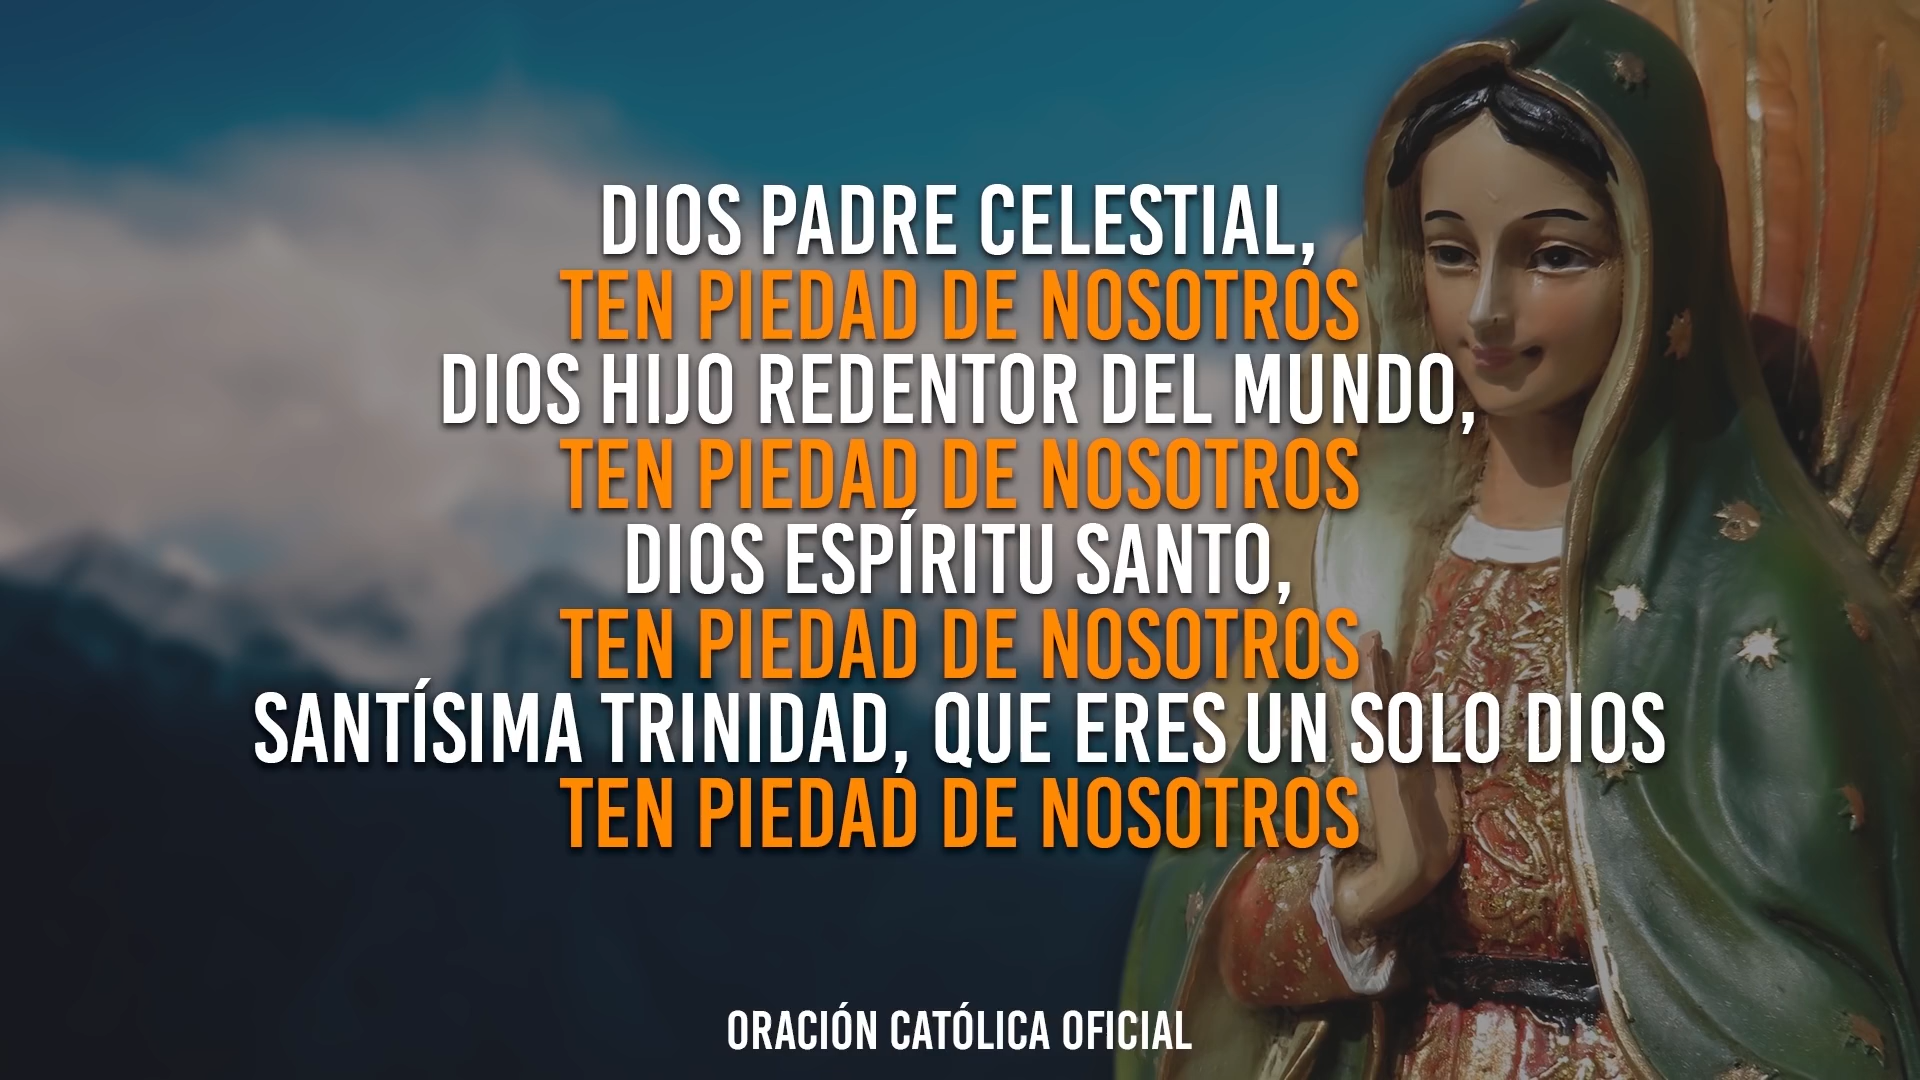 DIOS PADRE CELESTIAL,
TEN PIEDAD DE NOSOTROS
DIOS HIJO REDENTOR DEL MUNDO,
TEN PIEDAD DE NOSOTROS
DIOS ESPÍRITU SANTO,
TEN PIEDAD DE NOSOTROS
SANTÍSIMA TRINIDAD, QUE ERES UN SOLO DIOS
TEN PIEDAD DE NOSOTROS
ORACIÓN CATÓLICA OFICIAL